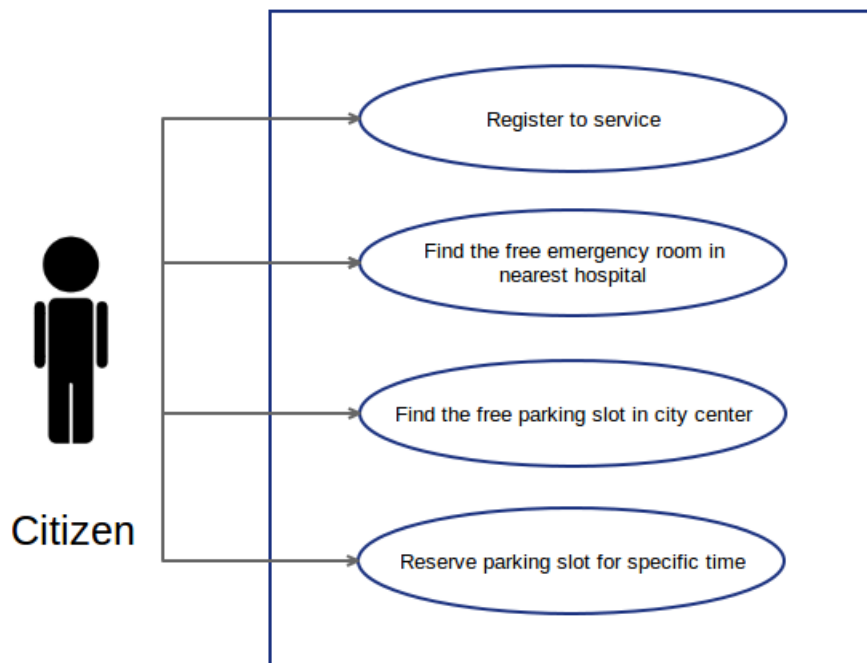 Register to service
Find the free emergency room in
nearest hospital
Find the free parking slot in city center
Citizen
Reserve parking slot for specific time